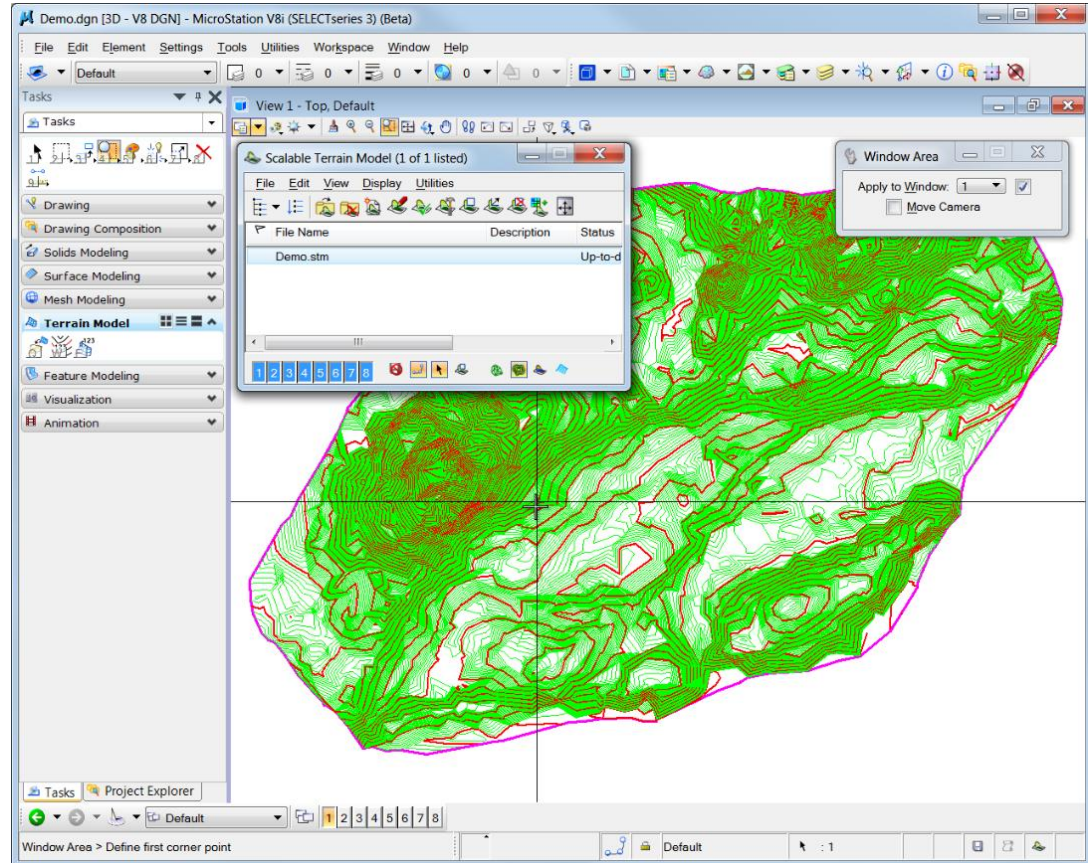 Demo.dgn [3D - V8 DGN] - MicroStation V8i (SELECTseries 3) (Beta)
File Edit Element Settings Tools Utilities Workspace Window Help
Default 0 0 0 0 0
Tasks
View 1 - Top, Default
Tasks
Scalable Terrain Model (1 of 1 listed)
File Edit View Display Utilities
File Name Description Status
Demo.stm Up-to-d
1 2 3 4 5 6 7 8
Window Area
Apply to Window: 1
Move Camera
Drawing
Drawing Composition
Solids Modeling
Surface Modeling
Mesh Modeling
Terrain Model
123
Feature Modeling
Visualization
Animation
Tasks Project Explorer
Default 1 2 3 4 5 6 7 8
Window Area > Define first corner point Default : 1